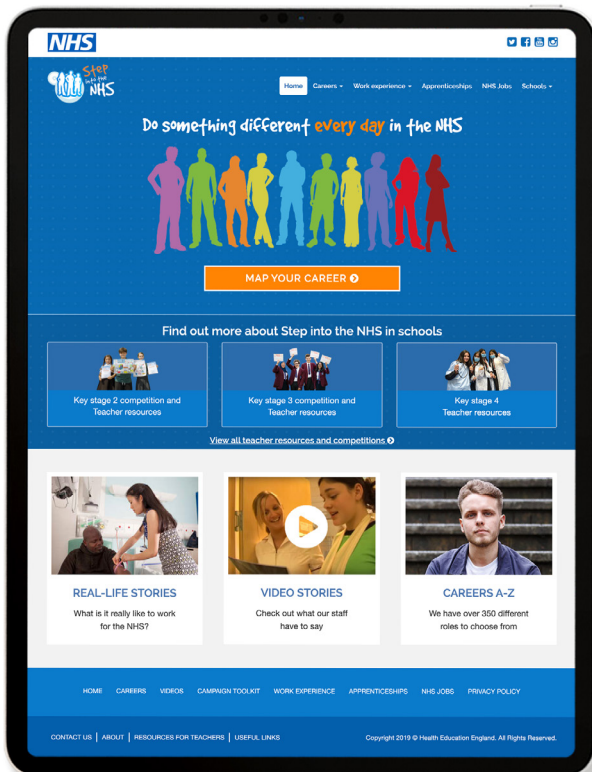 NHS
Step
into the
NHS
Home Careers Work experience Apprenticeships NHS Jobs Schools
Do something different every day in the NHS
MAP YOUR CAREER
Find out more about Step into the NHS in schools
Key stage 2 competition and
Teacher resources
Key stage 3 competition and
Teacher resources
Key stage 4
Teacher resources
View all teacher resources and competitions
REAL-LIFE STORIES
What is it really like to work
for the NHS?
VIDEO STORIES
Check out what our staff
have to say
CAREERS A-Z
We have over 350 different
roles to choose from
HOME CAREERS VIDEOS CAMPAIGN TOOLKIT WORK EXPERIENCE APPRENTICESHIPS NHS JOBS PRIVACY POLICY
CONTACT US | ABOUT | RESOURCES FOR TEACHERS | USEFUL LINKS
Copyright 2019 © Health Education England. All Rights Reserved.